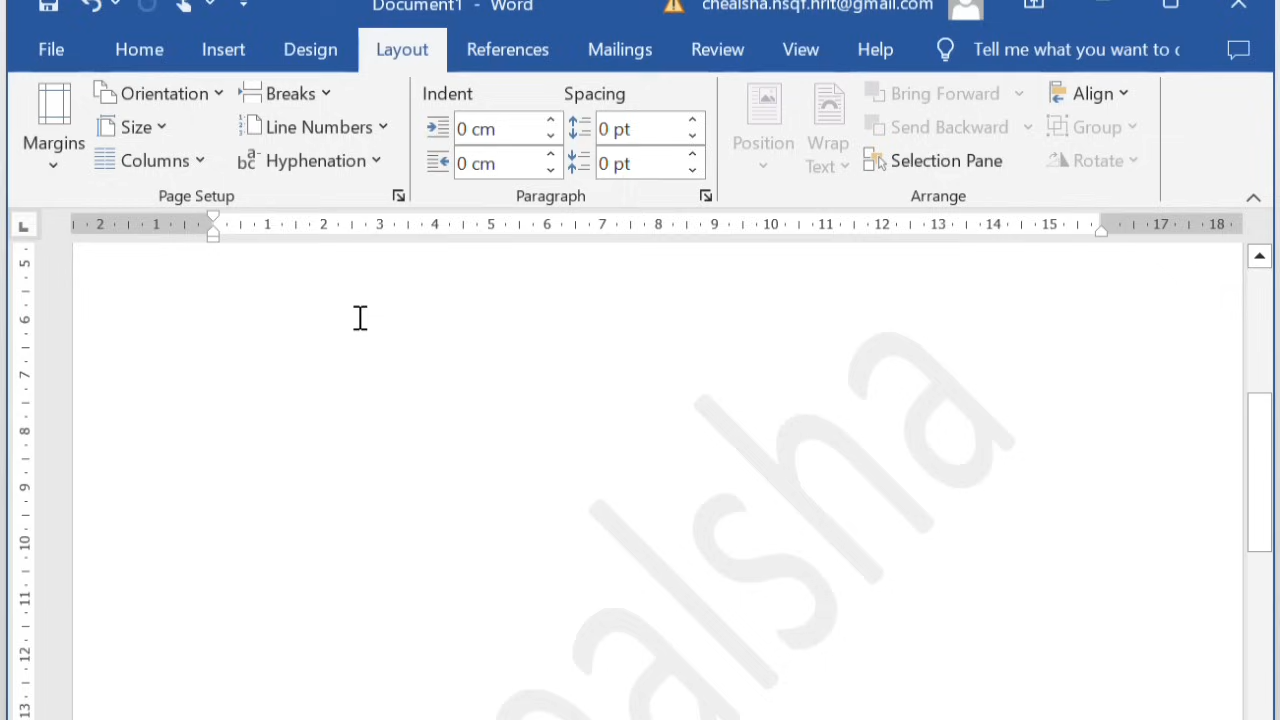 Document1 - Word chealsha.nsqf.hrit@gmail.com
File Home Insert Design Layout References Mailings Review View Help Tell me what you want to c
Margins Orientation Breaks Indent Spacing Position Wrap Text Bring Forward Align
Size Line Numbers 0 cm 0 pt Send Backward Group
Columns Hyphenation 0 cm 0 pt Selection Pane Rotate
Page Setup Paragraph Arrange
2 1 1 2 3 4 5 6 7 8 9 10 11 12 13 14 15 17 18
5
6
7
8
9
10
11
12
13
alsha